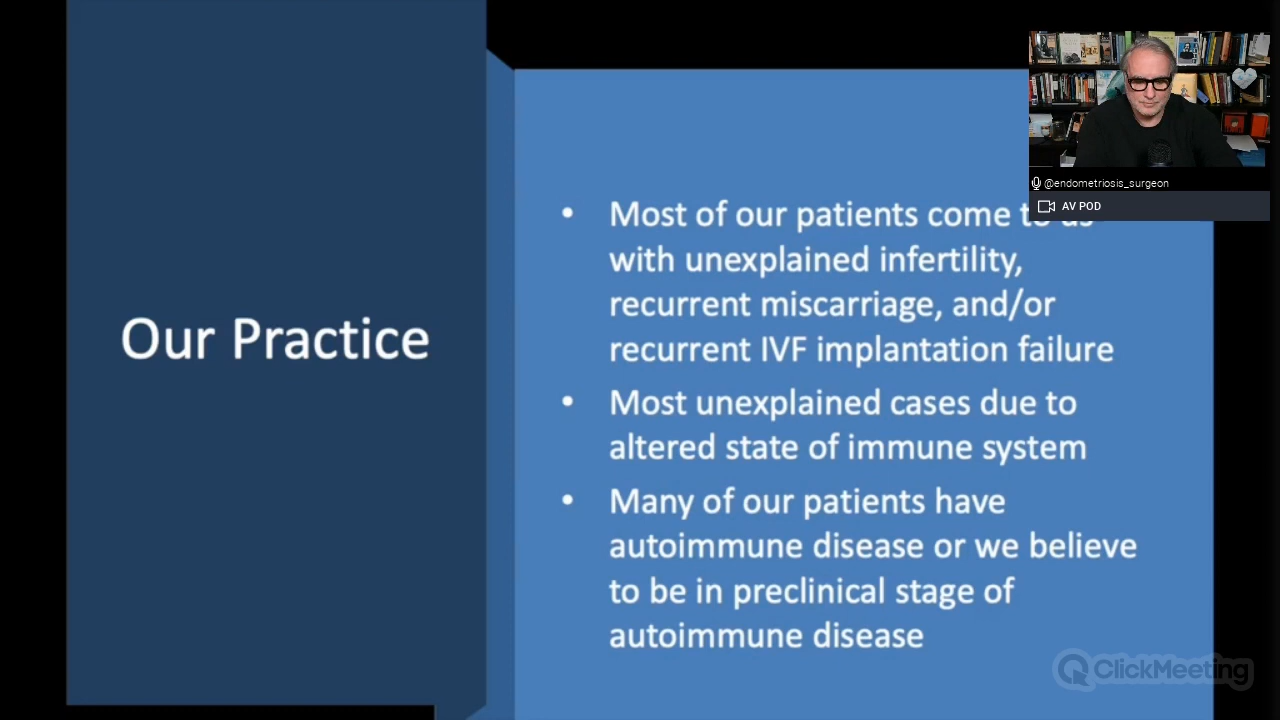 Our Practice
• Most of our patients come to us
with unexplained infertility,
recurrent miscarriage, and/or
recurrent IVF implantation failure
• Most unexplained cases due to
altered state of immune system
• Many of our patients have
autoimmune disease or we believe
to be in preclinical stage of
autoimmune disease
@endometriosis_surgeon
AV POD
ClickMeeting